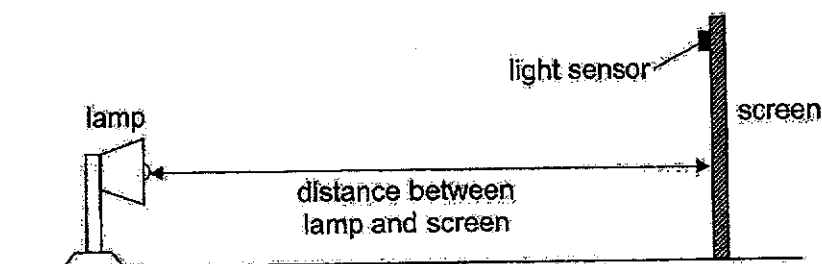 light sensor
lamp
screen
distance between
lamp and screen